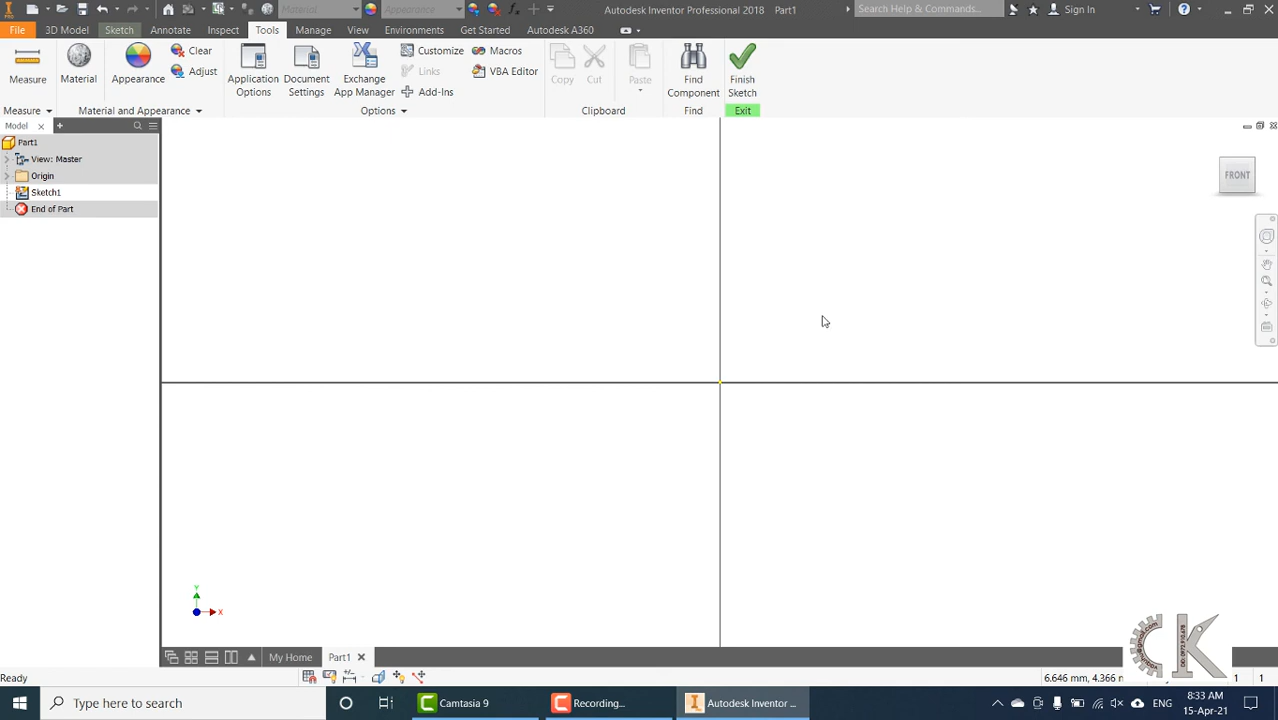 Material
Appearance
Autodesk Inventor Professional 2018 Part1
Search Help & Commands...
Sign In
File
3D Model
Sketch
Annotate
Inspect
Tools
Manage
View
Environments
Get Started
Autodesk A360
Measure
Material
Appearance
Clear
Adjust
Application Options
Document Settings
Exchange App Manager
Customize
Links
Add-Ins
Macros
VBA Editor
Copy
Cut
Paste
Find Component
Finish Sketch
Measure
Material and Appearance
Options
Clipboard
Find
Exit
Model
Part1
View: Master
Origin
Sketch1
End of Part
FRONT
Y
X
My Home
Part1
Ready
6.646 mm, 4.366 n
1
1
Type here to search
Camtasia 9
Recording...
Autodesk Inventor ...
ENG
8:33 AM
15-Apr-21